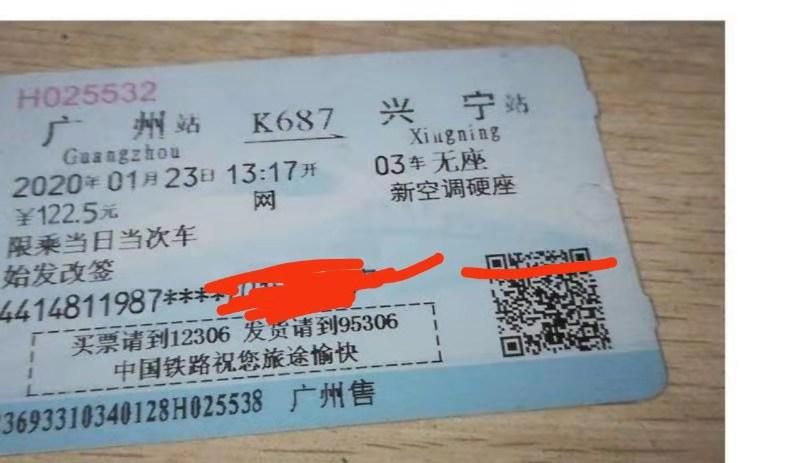 H025532
广州站 K687 兴宁站
Guangzhou Xingning
2020年01月23日 13:17开 03车 无座
¥122.5元 网 新空调硬座
限乘当日当次车
始发改签
4414811987****
买票请到12306 发货请到95306
中国铁路祝您旅途愉快
3693310340128H025538 广州售